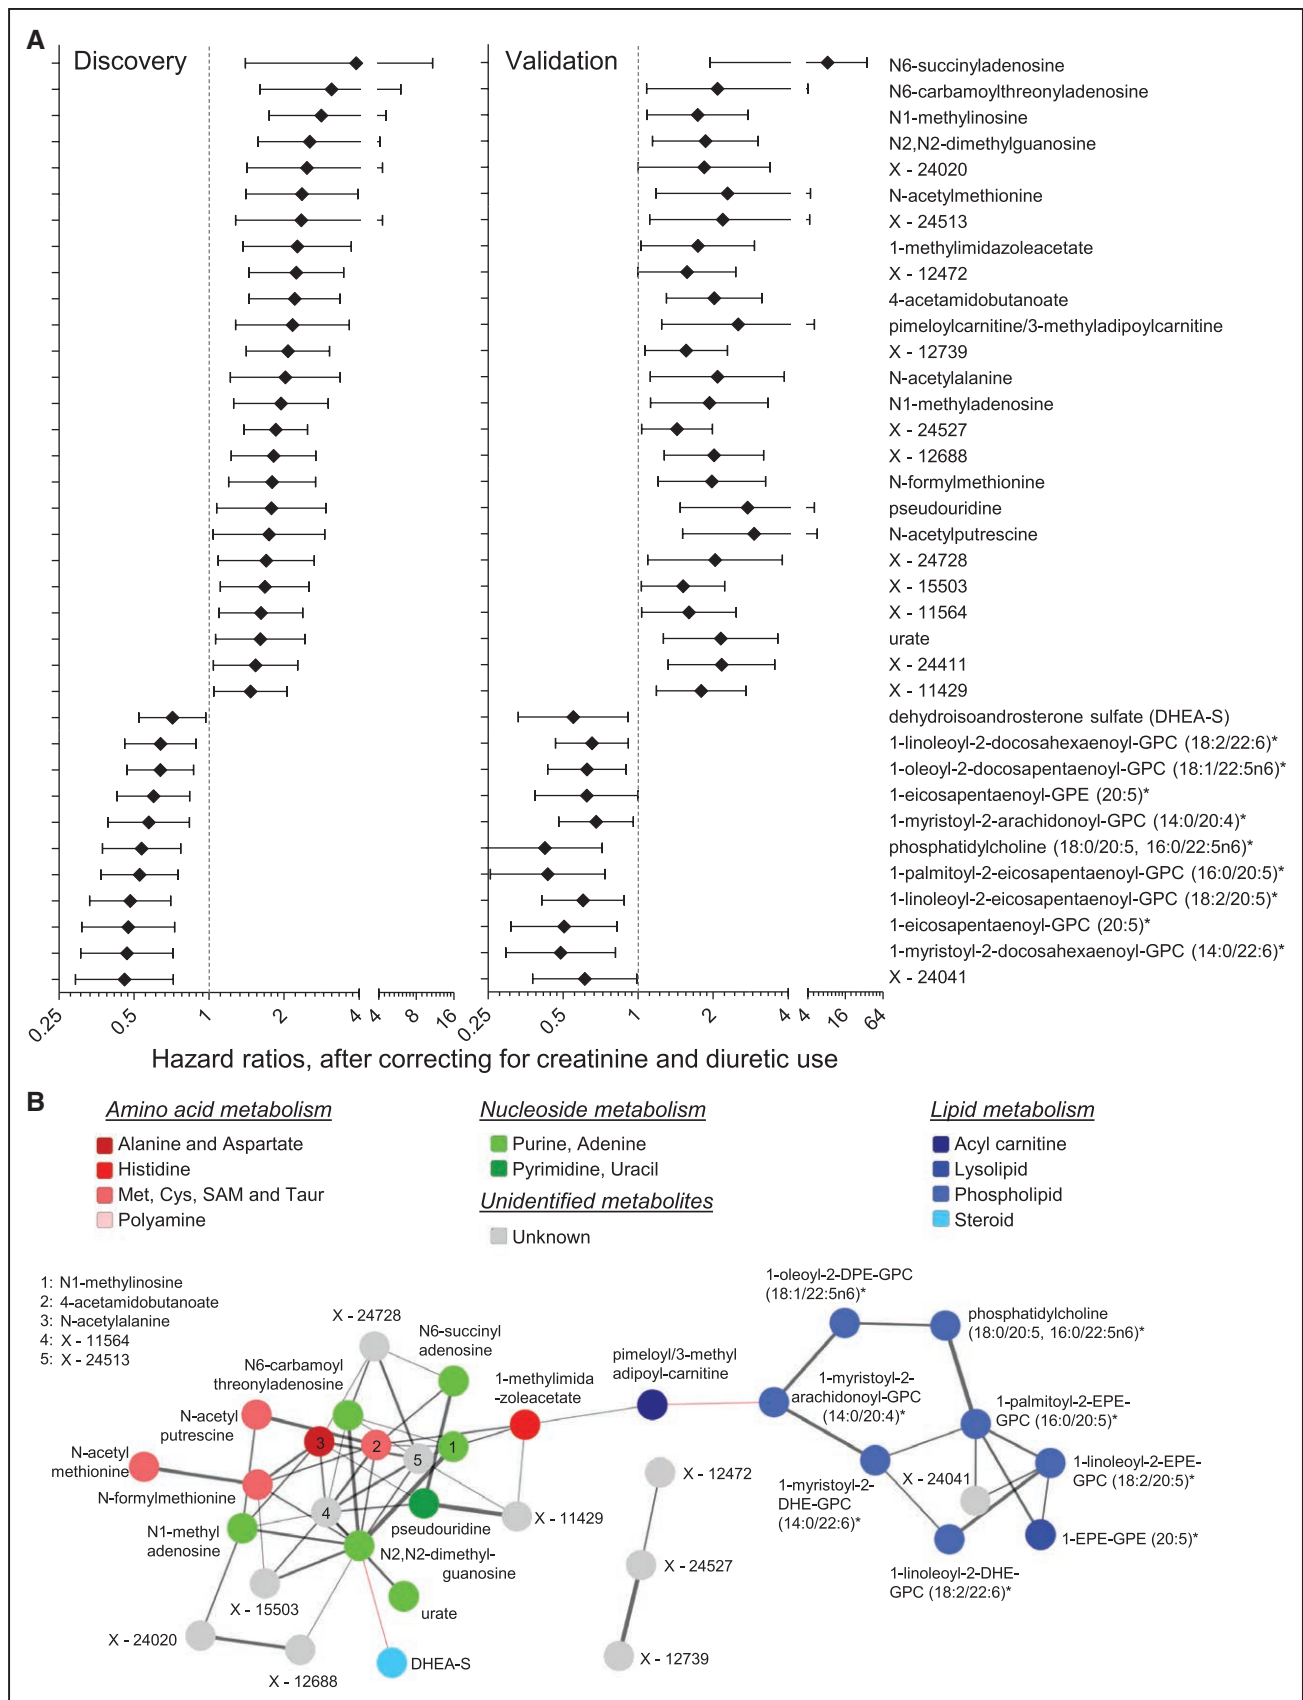 A
Discovery
Validation
N6-succinyladenosine
N6-carbamoylthreonyladenosine
N1-methylinosine
N2,N2-dimethylguanosine
X - 24020
N-acetylmethionine
X - 24513
1-methylimidazoleacetate
X - 12472
4-acetamidobutanoate
pimeloylcarnitine/3-methyladipoylcarnitine
X - 12739
N-acetylalanine
N1-methyladenosine
X - 24527
X - 12688
N-formylmethionine
pseudouridine
N-acetylputrescine
X - 24728
X - 15503
X - 11564
urate
X - 24411
X - 11429
dehydroisoandrosterone sulfate (DHEA-S)
1-linoleoyl-2-docosahexaenoyl-GPC (18:2/22:6)*
1-oleoyl-2-docosapentaenoyl-GPC (18:1/22:5n6)*
1-eicosapentaenoyl-GPE (20:5)*
1-myristoyl-2-arachidonoyl-GPC (14:0/20:4)*
phosphatidylcholine (18:0/20:5, 16:0/22:5n6)*
1-palmitoyl-2-eicosapentaenoyl-GPC (16:0/20:5)*
1-linoleoyl-2-eicosapentaenoyl-GPC (18:2/20:5)*
1-eicosapentaenoyl-GPC (20:5)*
1-myristoyl-2-docosahexaenoyl-GPC (14:0/22:6)*
X - 24041
0.25 0.5 1 2 4 4 16 0.25 0.5 1 2 4 4 16 64
Hazard ratios, after correcting for creatinine and diuretic use
B
Amino acid metabolism
Alanine and Aspartate
Histidine
Met, Cys, SAM and Taur
Polyamine
Nucleoside metabolism
Purine, Adenine
Pyrimidine, Uracil
Unidentified metabolites
Unknown
Lipid metabolism
Acyl carnitine
Lysolipid
Phospholipid
Steroid
1: N1-methylinosine
2: 4-acetamidobutanoate
3: N-acetylalanine
4: X - 11564
5: X - 24513
X - 24728
N6-succinyl
adenosine
N6-carbamoyl
threonyladenosine
1-methylimida
-zoleacetate
pimeloyl/3-methyl
adipoyl-carnitine
1-oleoyl-2-DPE-GPC
(18:1/22:5n6)*
phosphatidylcholine
(18:0/20:5, 16:0/22:5n6)*
1-myristoyl-2-
arachidonoyl-GPC
(14:0/20:4)*
1-palmitoyl-2-EPE-
GPC (16:0/20:5)*
N-acetyl
putrescine
3
2
5
1
4
N-acetyl
methionine
N-formylmethionine
N1-methyl
adenosine
pseudouridine
X - 11429
N2,N2-dimethyl-
guanosine
X - 15503
urate
X - 24020
X - 12688
DHEA-S
X - 12472
X - 24527
X - 12739
X - 24041
1-linoleoyl-2-EPE-
GPC (18:2/20:5)*
1-myristoyl-2-
DHE-GPC
(14:0/22:6)*
1-EPE-GPE (20:5)*
1-linoleoyl-2-DHE-
GPC (18:2/22:6)*